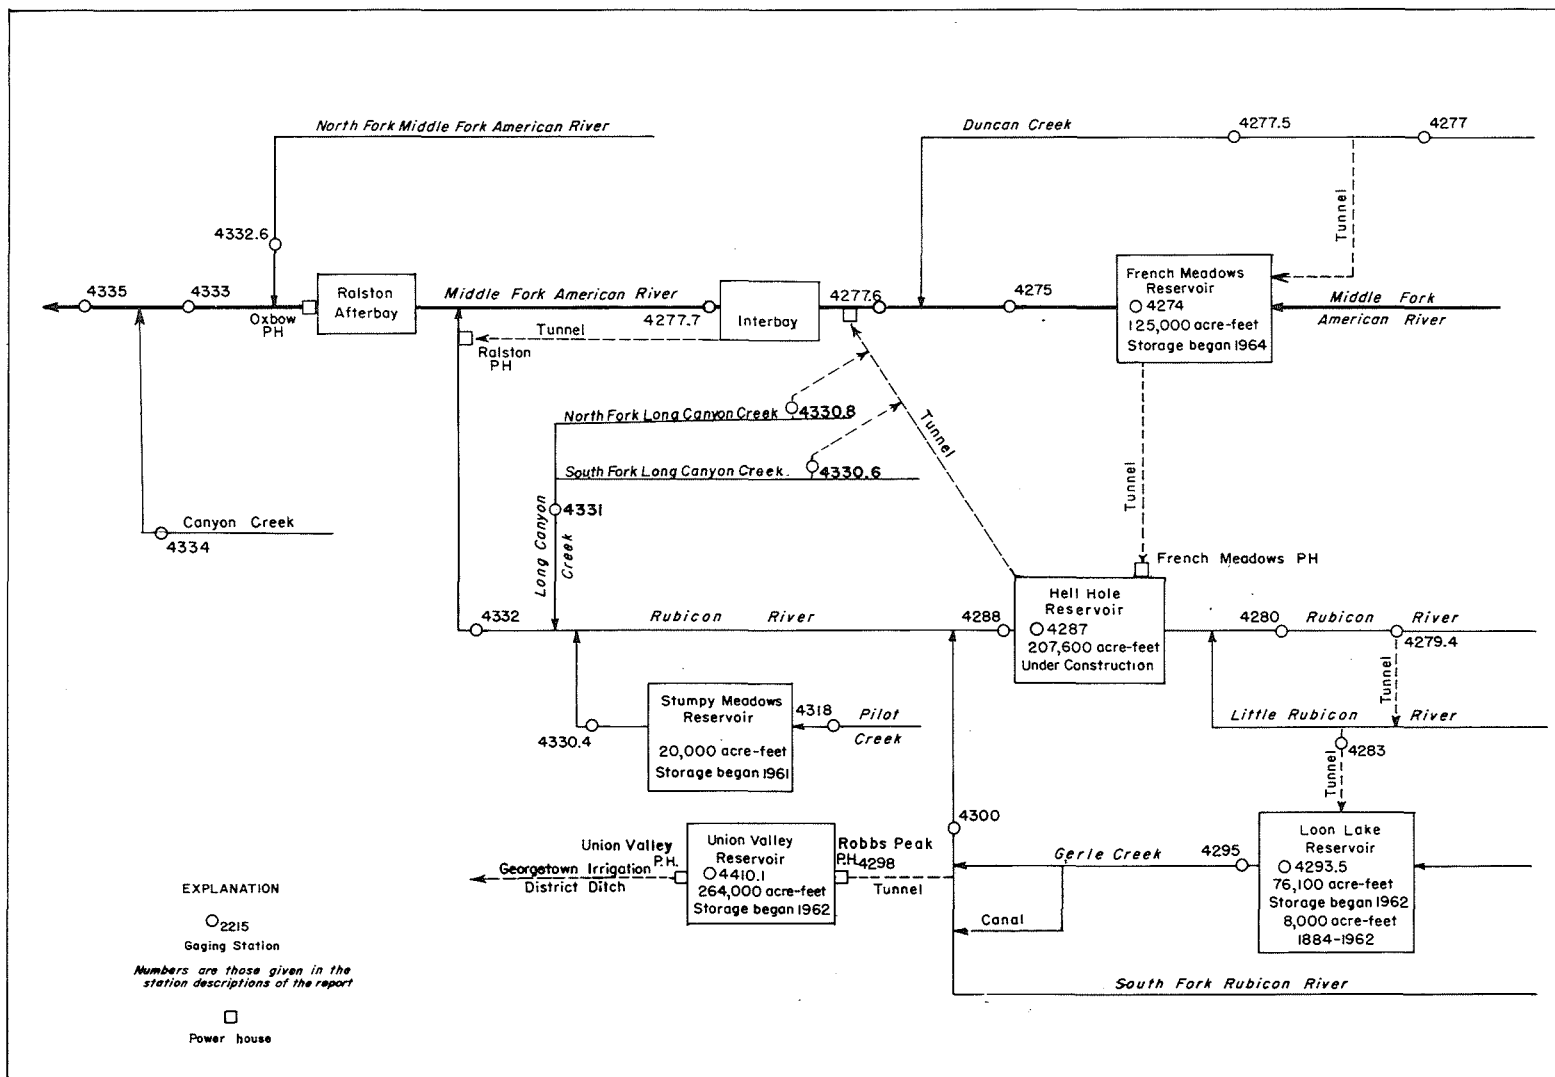 North Fork Middle Fork American River
Duncan Creek
4277.5
4277
Tunnel
4332.6
4335
4333
Oxbow
PH
Ralston
Afterbay
Middle Fork American River
4277.7
Interbay
4277.6
4275
French Meadows
Reservoir
4274
125,000 acre-feet
Storage began 1964
Middle Fork
American River
Tunnel
Ralston
PH
North Fork Long Canyon Creek
4330.8
South Fork Long Canyon Creek.
4330.6
Tunnel
Tunnel
4331
Long Canyon
Creek
Canyon Creek
4334
French Meadows PH
4332
Rubicon River
4288
Hell Hole
Reservoir
4287
207,600 acre-feet
Under Construction
4280
Rubicon River
4279.4
Tunnel
Little Rubicon River
4283
Tunnel
Stumpy Meadows
Reservoir
20,000 acre-feet
Storage began 1961
4318
Pilot
Creek
4330.4
4300
Union Valley
P.H.
Georgetown Irrigation
District Ditch
Union Valley
Reservoir
4410.1
264,000 acre-feet
Storage began 1962
Robbs Peak
P.H. 4298
Tunnel
Gerle Creek
4295
Canal
Loon Lake
Reservoir
4293.5
76,100 acre-feet
Storage began 1962
8,000 acre-feet
1884-1962
South Fork Rubicon River
EXPLANATION
2215
Gaging Station
Numbers are those given in the
station descriptions of the report
Power house